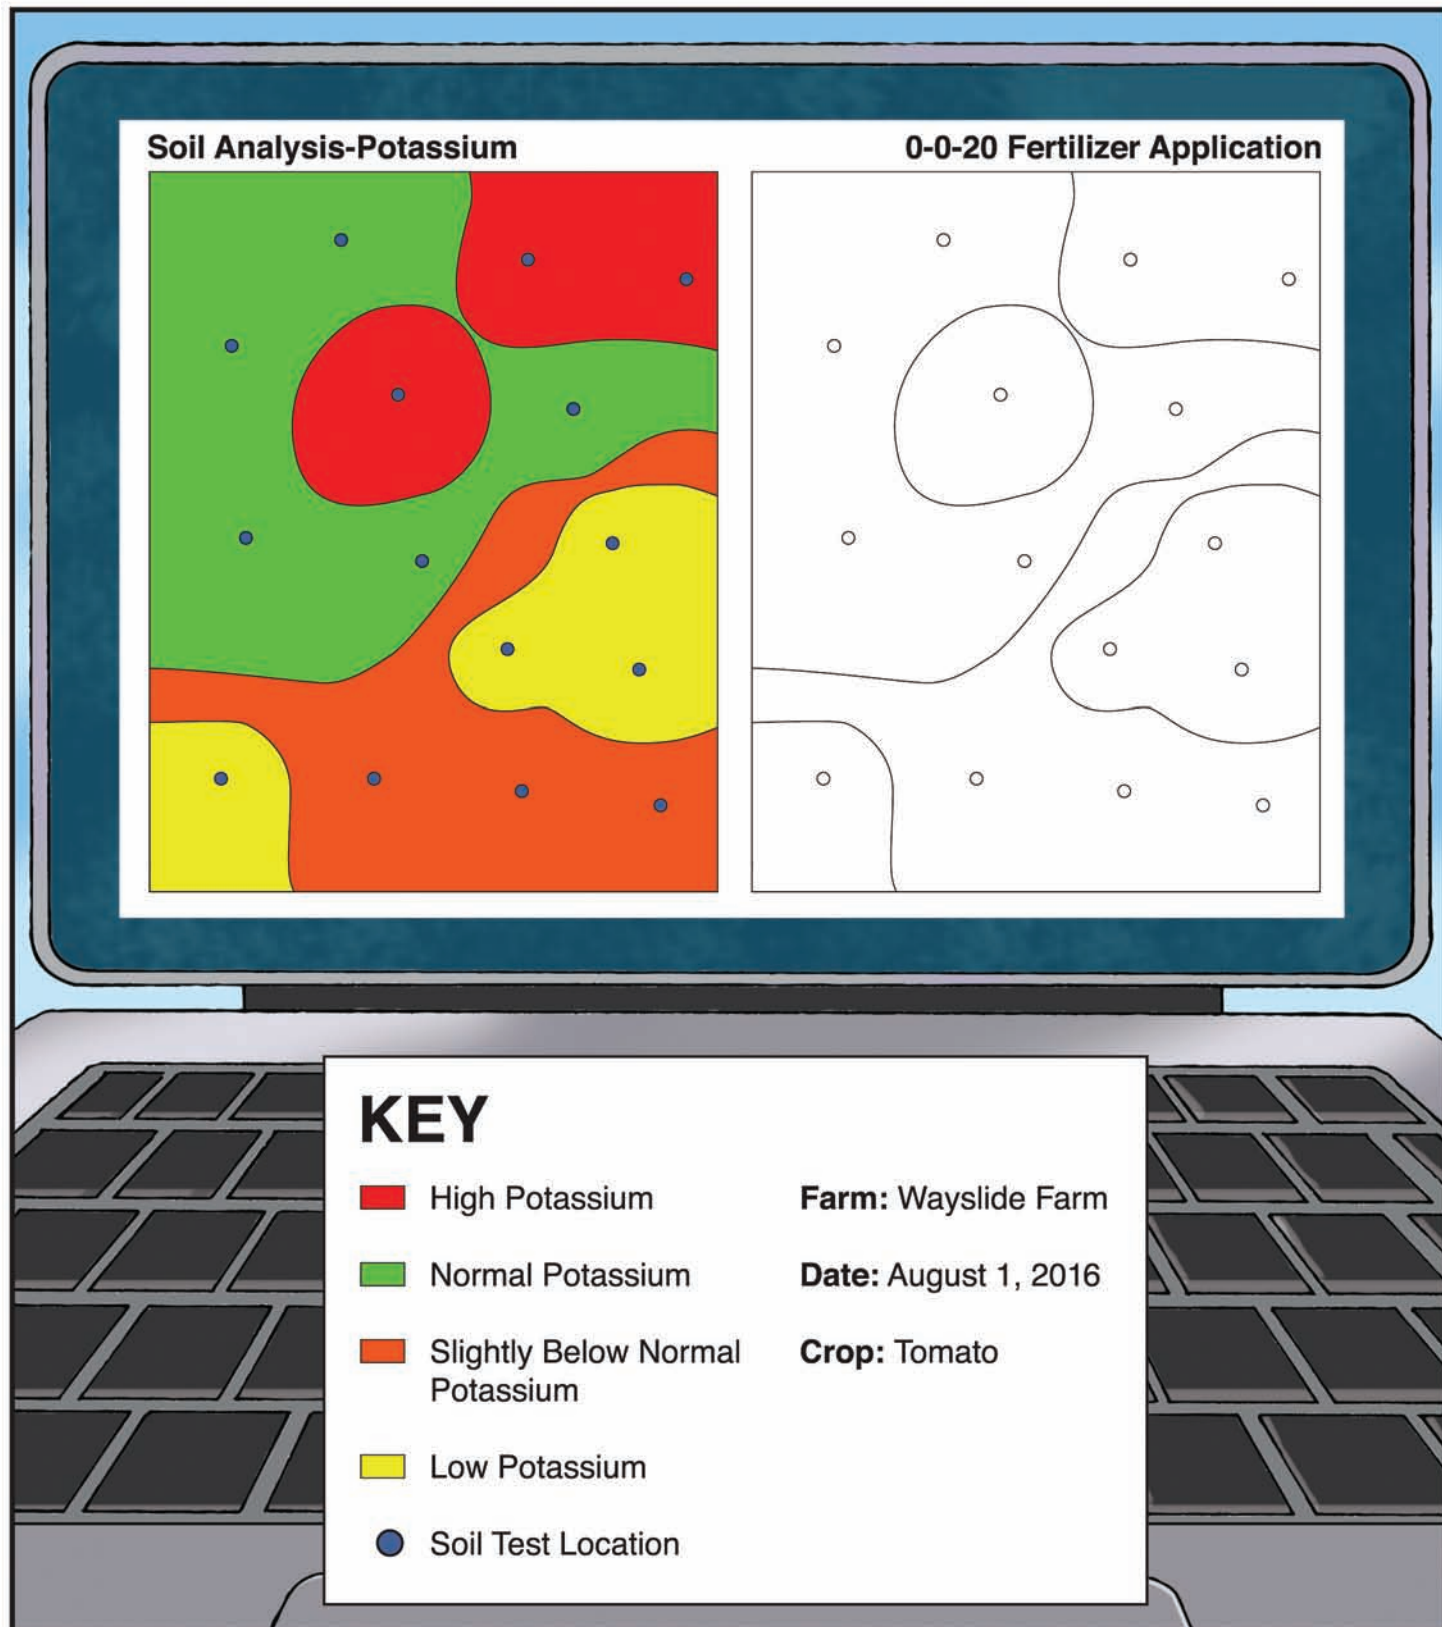 Soil Analysis-Potassium
0-0-20 Fertilizer Application
KEY
High Potassium
Normal Potassium
Slightly Below Normal
Potassium
Low Potassium
Soil Test Location
Farm: Wayslide Farm
Date: August 1, 2016
Crop: Tomato